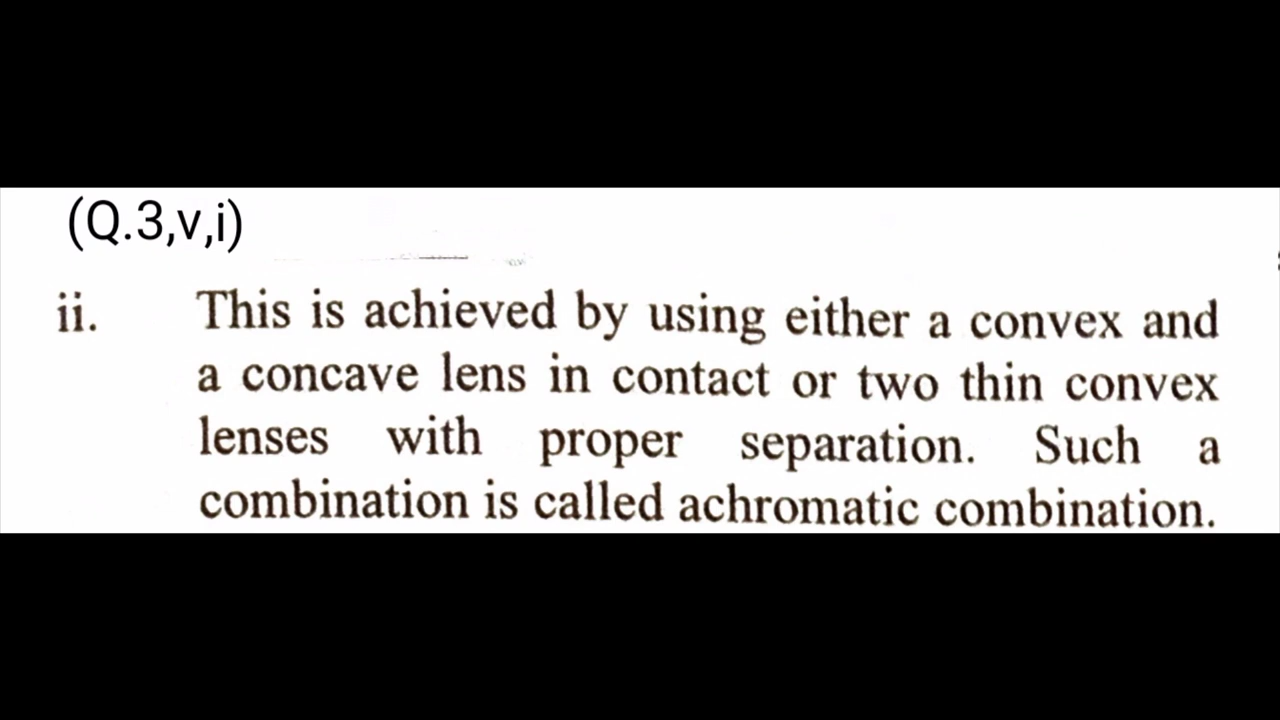 (Q.3,v,i)
ii. This is achieved by using either a convex and
a concave lens in contact or two thin convex
lenses with proper separation. Such a
combination is called achromatic combination.